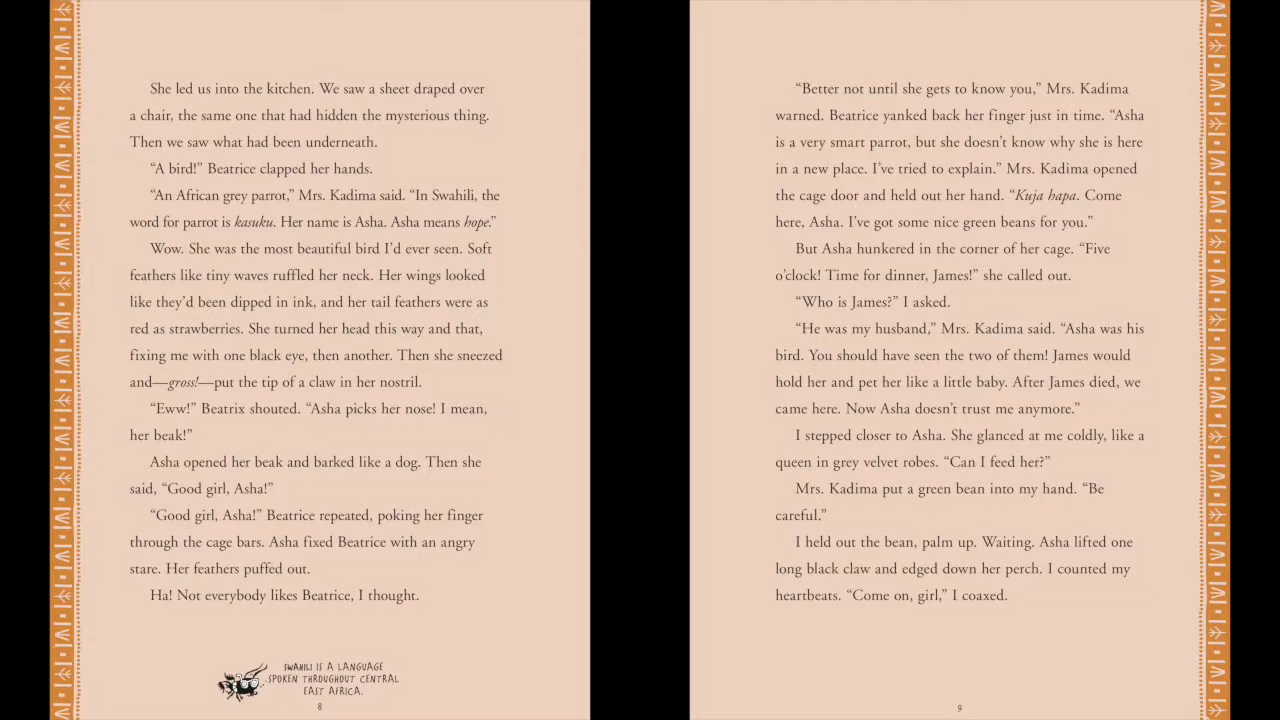 She led us into the kitchen. We saw a sheet draped over
a table, the same one that had hidden the mysterious thing.
Then we saw what had been underneath.
“A bird!” Beatrice clapped her hands.
“An African gray parrot,” Mrs. Kadima said. “In Swahili, the
word for parrot is kasuku. Her name is Asha. Asha means hope.”
Wow. She was the most beautiful bird I’d ever seen. Soft
feathers like tiny waves ruffled her neck. Her wings looked
like they’d been dipped in ink, and her tail feathers were as
red as strawberries. She turned her head this way and that,
fixing me with one black eye, then another. Then she sneezed
and—gross!—put the tip of a claw in her nostril.
Beatrice “Asha picks her nose! I mean,
her beak!”
opened her beak and barked like a dog. Then she
said, “Good girl, Asha!”
“Good girl, Asha!” Beatrice repeated, poking her finger
through the cage bars. Asha fixed Beatrice with an angry
stare. Her feathers puffed out.
Ha! Not everybody likes Beatrice, I thought.
SWAHILI IS A LANGUAGE
SPOKEN THROUGHOUT CENTRAL
EAST AFRICA.
8
“Better wait until she gets to know you,” Mrs. Kadima
warned. Beatrice yanked out her finger just in time. “Asha
is a very smart parrot, but she doesn’t know why she is here
in a new place. I’ve tried to explain.” Mrs. Kadima opened
the cage door and held out her hand. “Kuja hapa. Come
here, Asha. I’ve got some nice green beans for you.”
But Asha cowered in the corner of her cage. “Five
o’clock! Time for dinner, James!” she called out.
“Who is James?” I asked.
“He was my husband,” Mrs. Kadima said. “Asha was his
bird. You should have seen the two of them! James would
hold her and pet her like a little baby. After James died, we
came here. Now Asha doesn’t trust me anymore.”
I stepped closer to Asha. She glanced at me coldly, like a
queen in gray feathers. “Can I feed her?”
Mrs. Kadima put a green bean into my hand. “Be
careful.”
I held out the bean, palm up. Waiting. Asha lifted one
long black claw and edged down her perch. I counted my
heartbeats. “Come on, girl,” I coaxed.